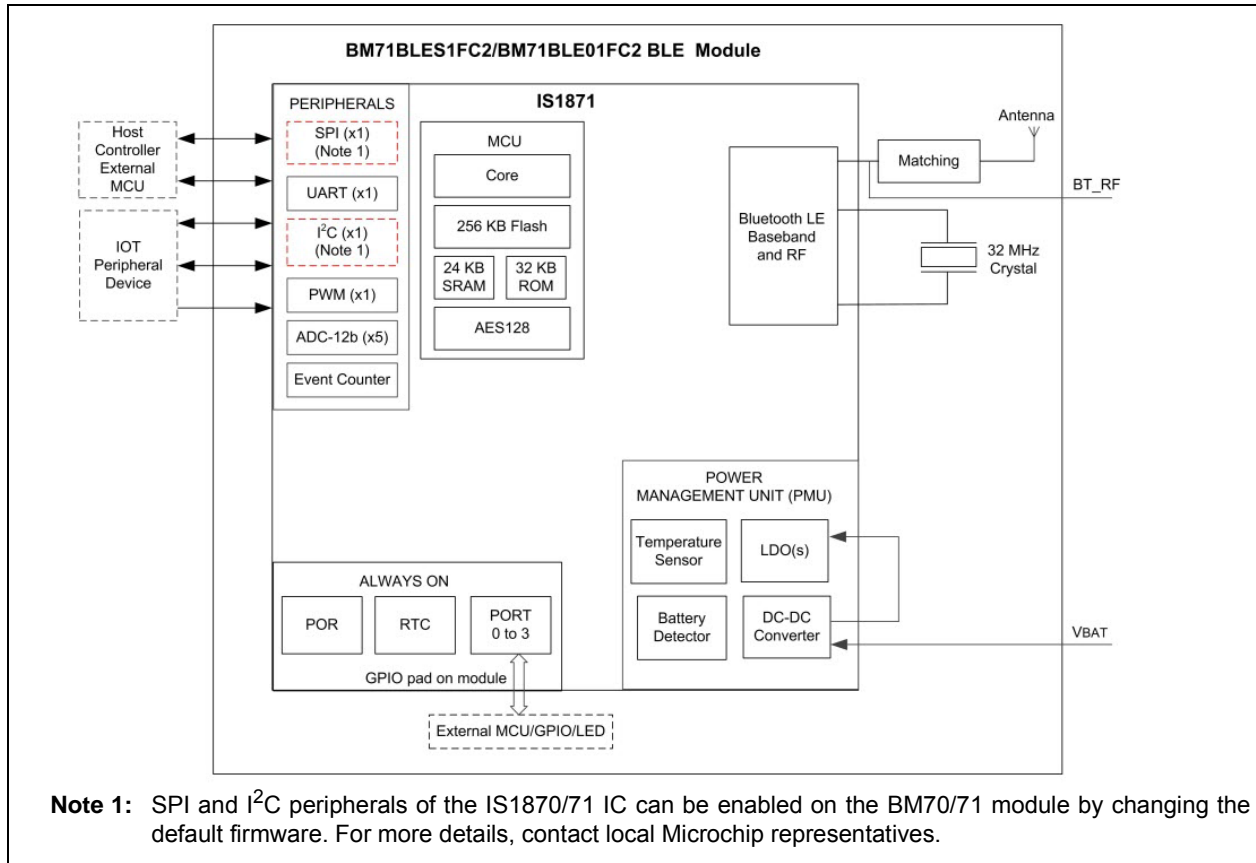 BM71BLES1FC2/BM71BLE01FC2 BLE Module
IS1871
PERIPHERALS
SPI (x1)
(Note 1)
UART (x1)
I²C (x1)
(Note 1)
PWM (x1)
ADC-12b (x5)
Event Counter
Host
Controller
External
MCU
IOT
Peripheral
Device
MCU
Core
256 KB Flash
24 KB
SRAM
32 KB
ROM
AES128
Bluetooth LE
Baseband
and RF
Matching
Antenna
BT_RF
32 MHz
Crystal
POWER
MANAGEMENT UNIT (PMU)
Temperature
Sensor
LDO(s)
Battery
Detector
DC-DC
Converter
VBAT
ALWAYS ON
POR
RTC
PORT
0 to 3
GPIO pad on module
External MCU/GPIO/LED
Note 1: SPI and I²C peripherals of the IS1870/71 IC can be enabled on the BM70/71 module by changing the
default firmware. For more details, contact local Microchip representatives.